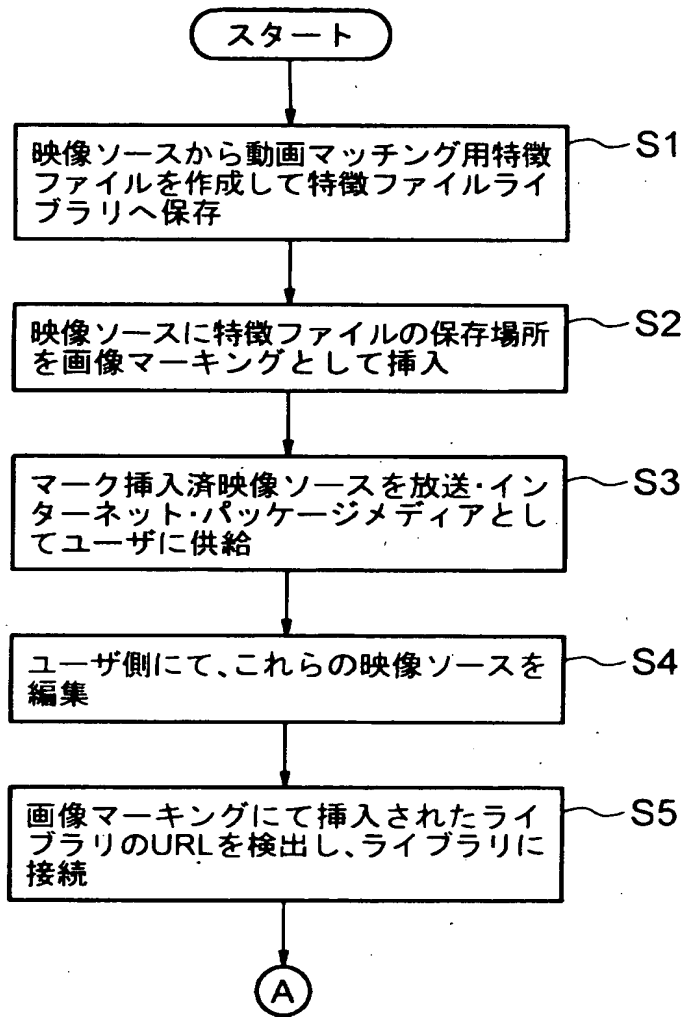 スタート
映像ソースから動画マッチング用特徴
ファイルを作成して特徴ファイルライ
ブラリへ保存
S1
映像ソースに特徴ファイルの保存場所
を画像マーキングとして挿入
S2
マーク挿入済映像ソースを放送・イン
ターネット・パッケージメディアとし
てユーザに供給
S3
ユーザ側にて、これらの映像ソースを
編集
S4
画像マーキングにて挿入されたライ
ブラリのURLを検出し、ライブラリに
接続
S5
A